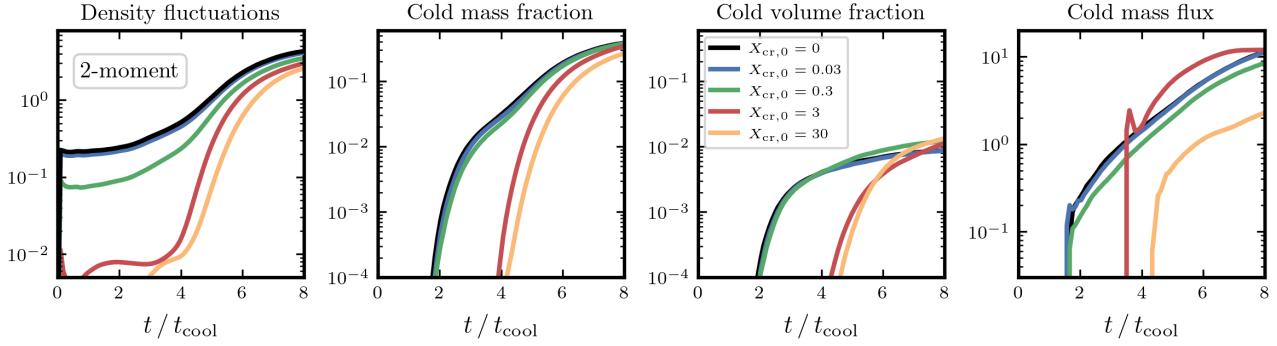 Density fluctuations
2-moment
10^0
10^{-1}
10^{-2}
0 2 4 6 8
t / t_cool
Cold mass fraction
10^{-1}
10^{-2}
10^{-3}
10^{-4}
0 2 4 6 8
t / t_cool
Cold volume fraction
X_cr,0 = 0
X_cr,0 = 0.03
X_cr,0 = 0.3
X_cr,0 = 3
X_cr,0 = 30
10^{-1}
10^{-2}
10^{-3}
10^{-4}
0 2 4 6 8
t / t_cool
Cold mass flux
10^1
10^0
10^{-1}
0 2 4 6 8
t / t_cool